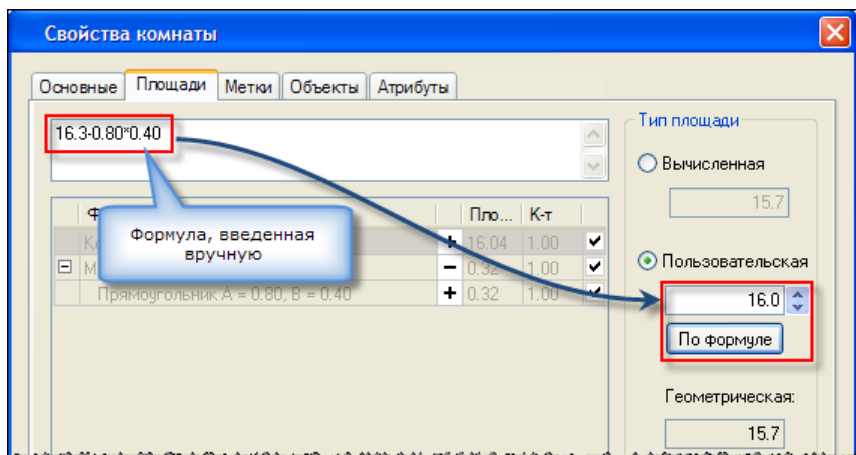 Свойства комнаты
Основные Площади Метки Объекты Атрибуты
16.3-0.80*0.40
Тип площади
Вычисленная
15.7
Пло... К-т
Формула, введенная
вручную
+ 16.04 1.00
− 0.32 1.00
Пользовательская
Прямоугольник A = 0.80, B = 0.40 + 0.32 1.00
16.0
По формуле
Геометрическая:
15.7